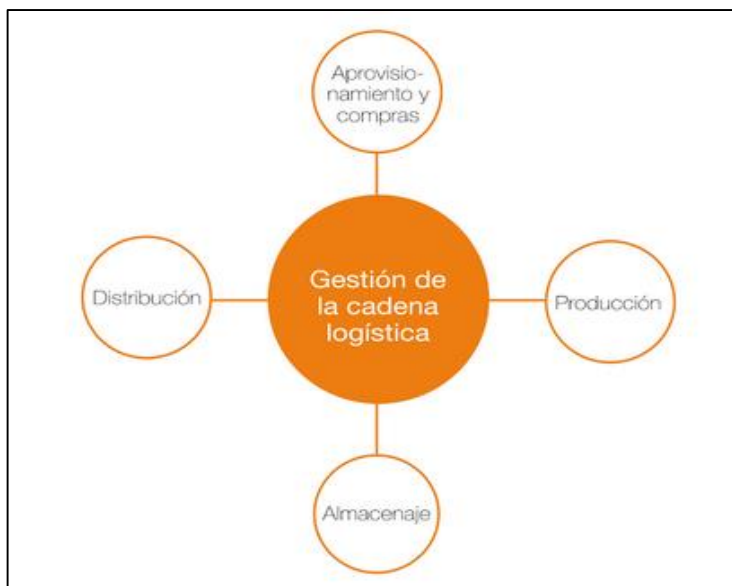 Aprovisio-
namiento y
compras
Distribución
Gestión de
la cadena
logística
Producción
Almacenaje